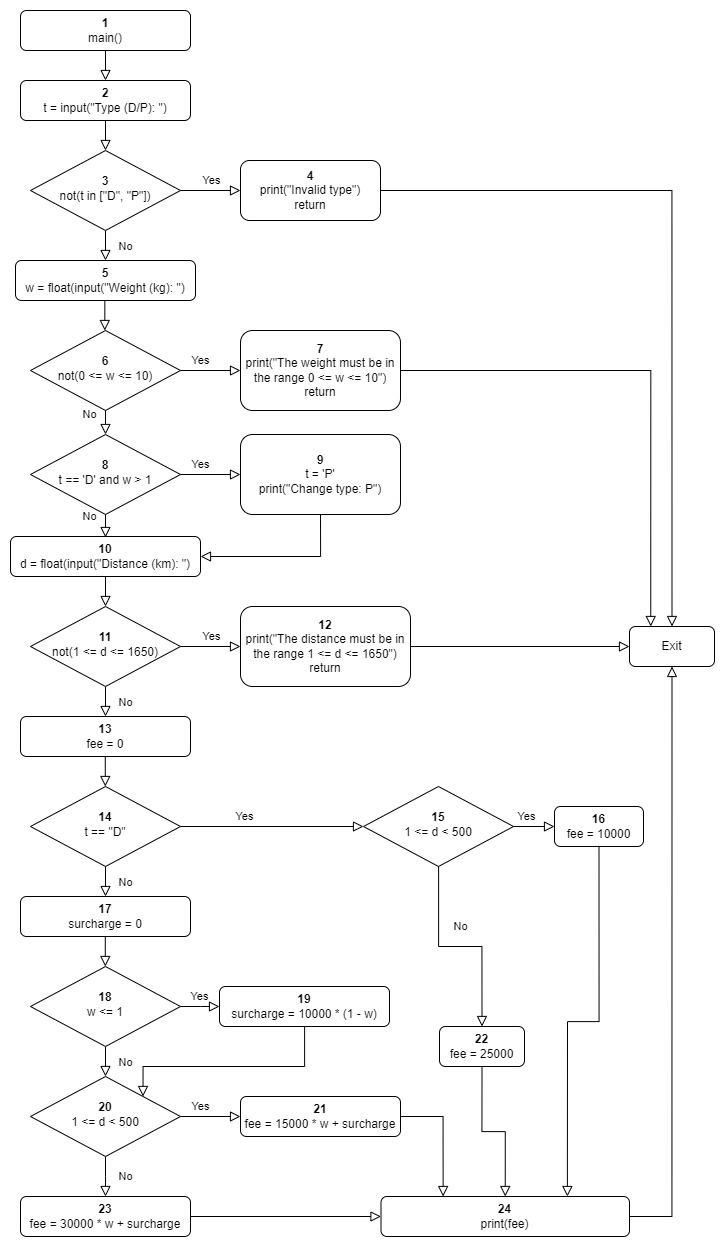 1
main()
2
t = input("Type (D/P): ")
3
not(t in ["D", "P"])
Yes
4
print("Invalid type")
return
No
5
w = float(input("Weight (kg): ")
6
not(0 <= w <= 10)
Yes
7
print("The weight must be in
the range 0 <= w <= 10")
return
No
8
t == 'D' and w > 1
Yes
9
t = 'P'
print("Change type: P")
No
10
d = float(input("Distance (km): ")
11
not(1 <= d <= 1650)
Yes
12
print("The distance must be in
the range 1 <= d <= 1650")
return
Exit
No
13
fee = 0
14
t == "D"
Yes
15
1 <= d < 500
Yes
16
fee = 10000
No
17
surcharge = 0
No
18
w <= 1
Yes
19
surcharge = 10000 * (1 - w)
22
fee = 25000
No
20
1 <= d < 500
Yes
21
fee = 15000 * w + surcharge
No
23
fee = 30000 * w + surcharge
24
print(fee)